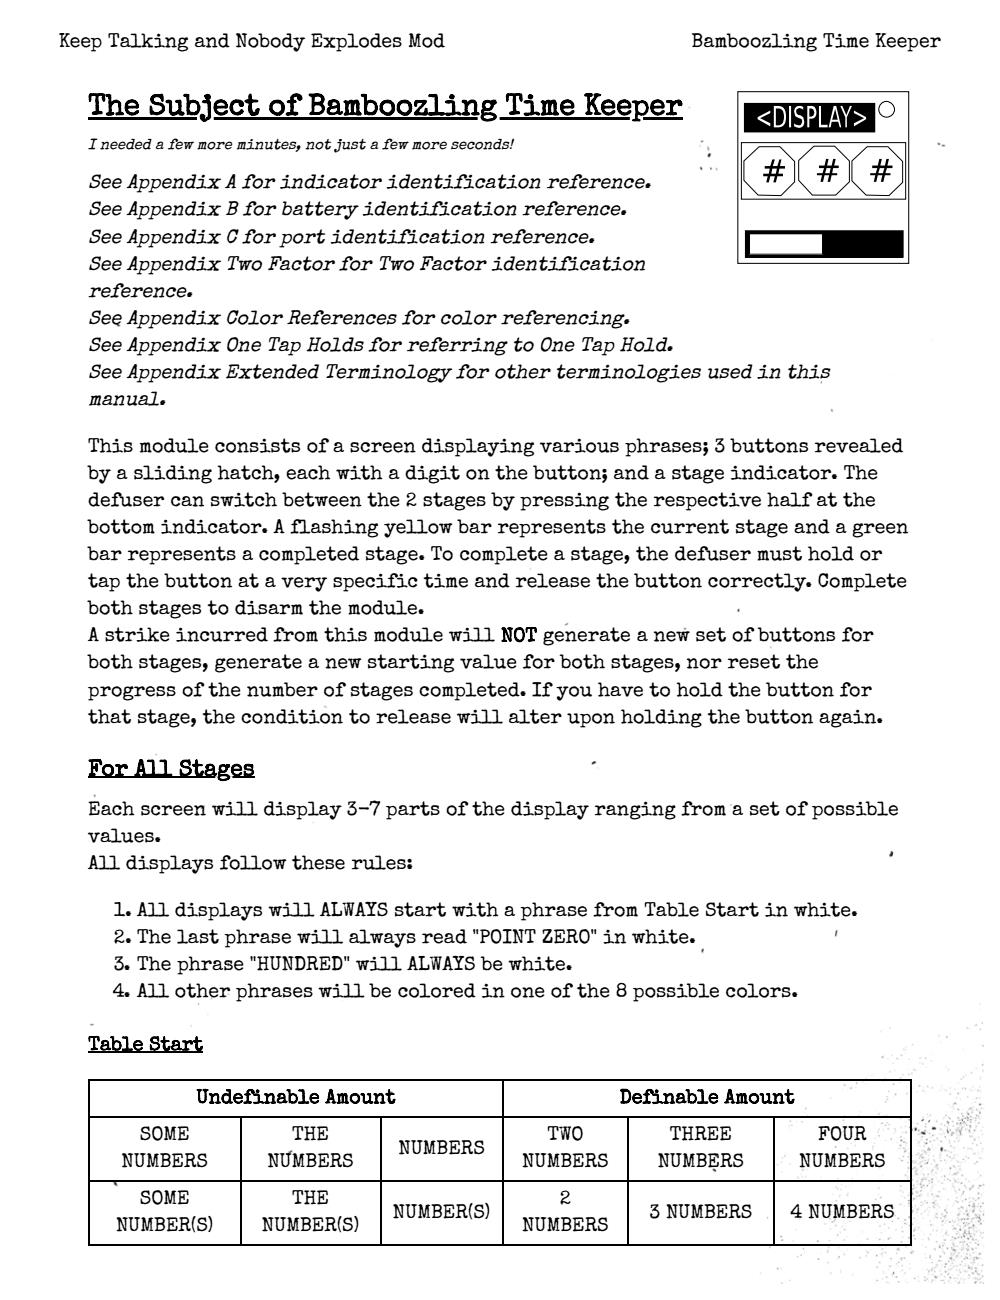 Keep Talking and Nobody Explodes Mod
Bamboozling Time Keeper
The Subject of Bamboozling Time Keeper
<DISPLAY>
# # #
I needed a few more minutes, not just a few more seconds!
See Appendix A for indicator identification reference.
See Appendix B for battery identification reference.
See Appendix C for port identification reference.
See Appendix Two Factor for Two Factor identification
reference.
See Appendix Color References for color referencing.
See Appendix One Tap Holds for referring to One Tap Hold.
See Appendix Extended Terminology for other terminologies used in this
manual.
This module consists of a screen displaying various phrases; 3 buttons revealed
by a sliding hatch, each with a digit on the button; and a stage indicator. The
defuser can switch between the 2 stages by pressing the respective half at the
bottom indicator. A flashing yellow bar represents the current stage and a green
bar represents a completed stage. To complete a stage, the defuser must hold or
tap the button at a very specific time and release the button correctly. Complete
both stages to disarm the module.
A strike incurred from this module will NOT generate a new set of buttons for
both stages, generate a new starting value for both stages, nor reset the
progress of the number of stages completed. If you have to hold the button for
that stage, the condition to release will alter upon holding the button again.
For All Stages
Each screen will display 3-7 parts of the display ranging from a set of possible
values.
All displays follow these rules:
1. All displays will ALWAYS start with a phrase from Table Start in white.
2. The last phrase will always read "POINT ZERO" in white.
3. The phrase "HUNDRED" will ALWAYS be white.
4. All other phrases will be colored in one of the 8 possible colors.
Table Start
Undefinable Amount Definable Amount
SOME NUMBERS THE NUMBERS NUMBERS TWO NUMBERS THREE NUMBERS FOUR NUMBERS
SOME NUMBER(S) THE NUMBER(S) NUMBER(S) 2 NUMBERS 3 NUMBERS 4 NUMBERS